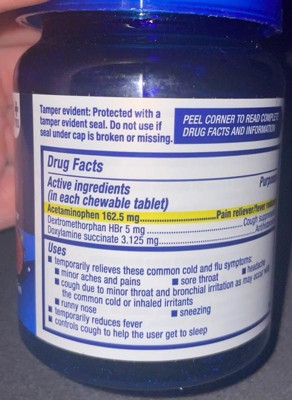 Tamper evident: Protected with a
tamper evident seal. Do not use if
seal under cap is broken or missing.
PEEL CORNER TO READ COMPLETE
DRUG FACTS AND INFORMATION
Drug Facts
Active ingredients
(in each chewable tablet)
Acetaminophen 162.5 mg...Pain reliever/fever
Dextromethorphan HBr 5 mg...Cough
Doxylamine succinate 3.125 mg...
Uses
■ temporarily relieves these common cold and flu symptoms:
■ minor aches and pains ■ sore throat ■ headache
■ cough due to minor throat and bronchial irritation as may occur with
the common cold or inhaled irritants
■ runny nose ■ sneezing
■ temporarily reduces fever
■ controls cough to help the user get to sleep